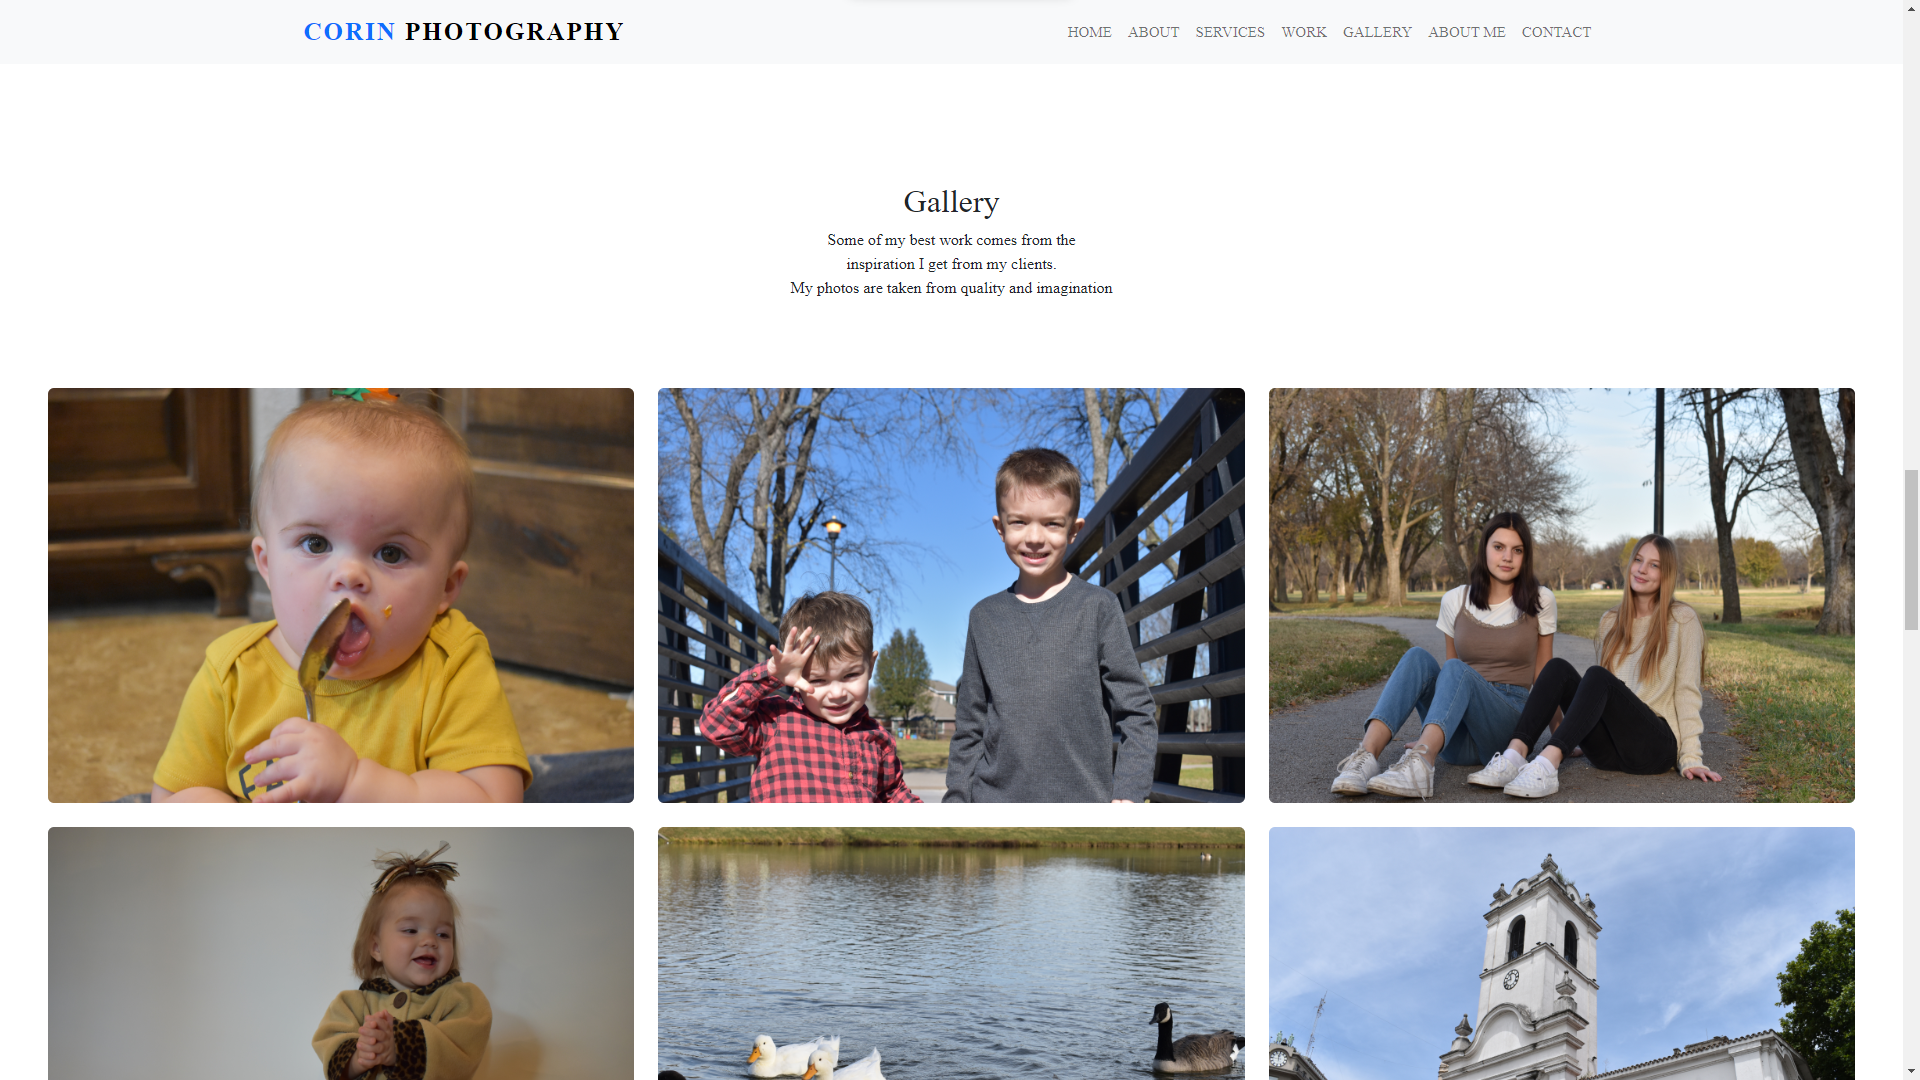 CORIN PHOTOGRAPHY
HOME ABOUT SERVICES WORK GALLERY ABOUT ME CONTACT
Gallery
Some of my best work comes from the
inspiration I get from my clients.
My photos are taken from quality and imagination